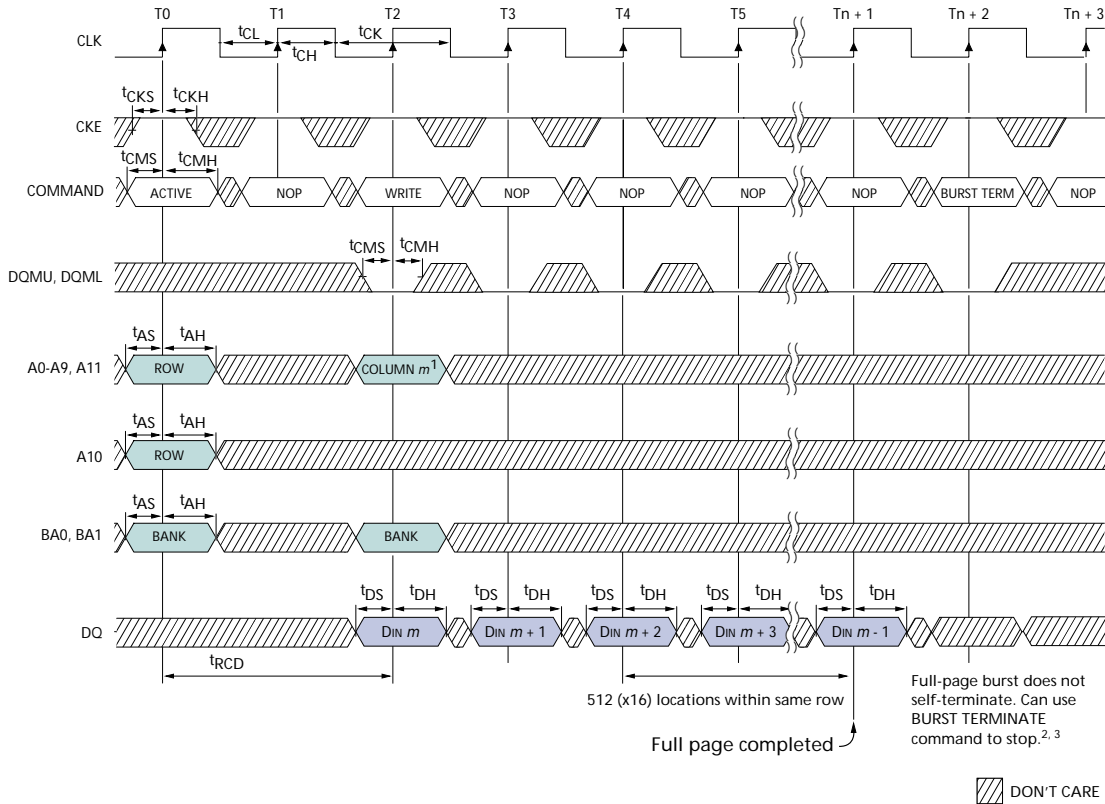 T0 T1 T2 T3 T4 T5 Tn + 1 Tn + 2 Tn + 3
CLK
tCL tCK
tCH
tCKS tCKH
CKE
tCMS tCMH
COMMAND ACTIVE NOP WRITE NOP NOP NOP NOP BURST TERM NOP
tCMS tCMH
DQMU, DQML
tAS tAH
A0-A9, A11 ROW COLUMN m1
tAS tAH
A10 ROW
tAS tAH
BA0, BA1 BANK BANK
tDS tDH tDS tDH tDS tDH tDS tDH tDS tDH
DQ DIN m DIN m + 1 DIN m + 2 DIN m + 3 DIN m - 1
tRCD
512 (x16) locations within same row
Full page completed
Full-page burst does not
self-terminate. Can use
BURST TERMINATE
command to stop.2, 3
DON'T CARE